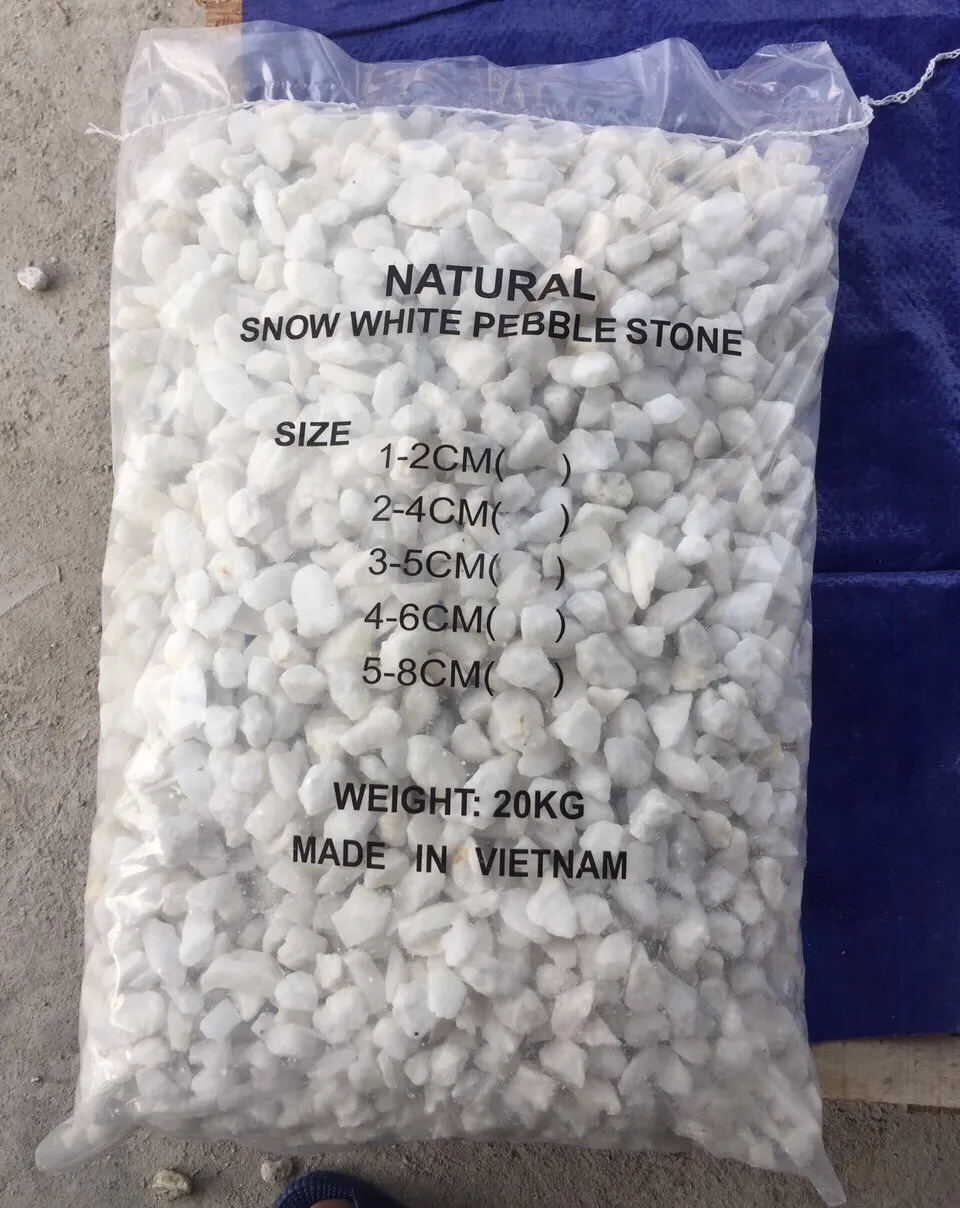 NATURAL
SNOW WHITE PEBBLE STONE
SIZE
1-2CM( )
2-4CM( )
3-5CM( )
4-6CM( )
5-8CM( )
WEIGHT: 20KG
MADE IN VIETNAM